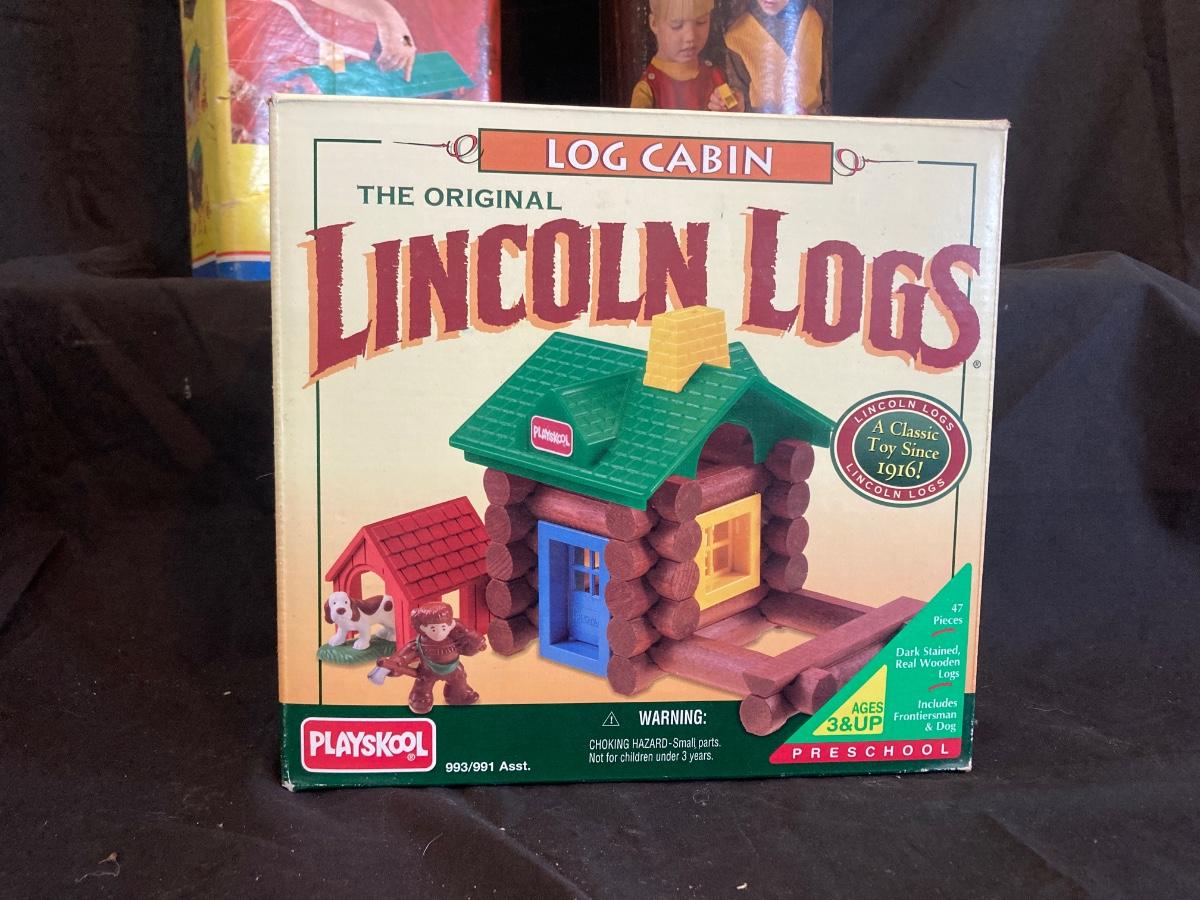 LOG CABIN
THE ORIGINAL
LINCOLN LOGS®
PLAYSKOOL
LINCOLN LOGS
A Classic
Toy Since
1916!
LINCOLN LOGS
47
Pieces
Dark Stained,
Real Wooden
Logs
Includes
Frontiersman
& Dog
AGES
3&UP
PRESCHOOL
PLAYSKOOL®
993/991 Asst.
⚠ WARNING:
CHOKING HAZARD-Small parts.
Not for children under 3 years.